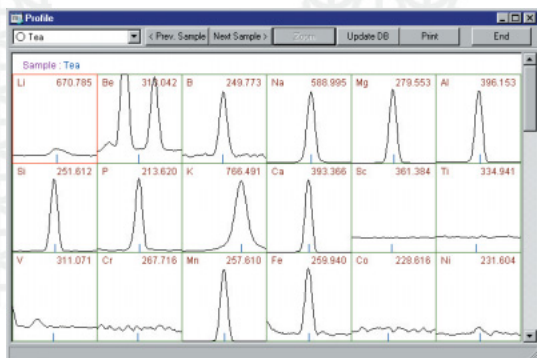 Profile
Tea < Prev. Sample Next Sample > Zoom Update DB Print End
Sample : Tea
Li 670.785 Be 313.042 B 249.773 Na 588.995 Mg 279.553 Al 396.153
Si 251.612 P 213.620 K 766.491 Ca 393.366 Sc 361.384 Ti 334.941
V 311.071 Cr 267.716 Mn 257.610 Fe 259.940 Co 228.616 Ni 231.604